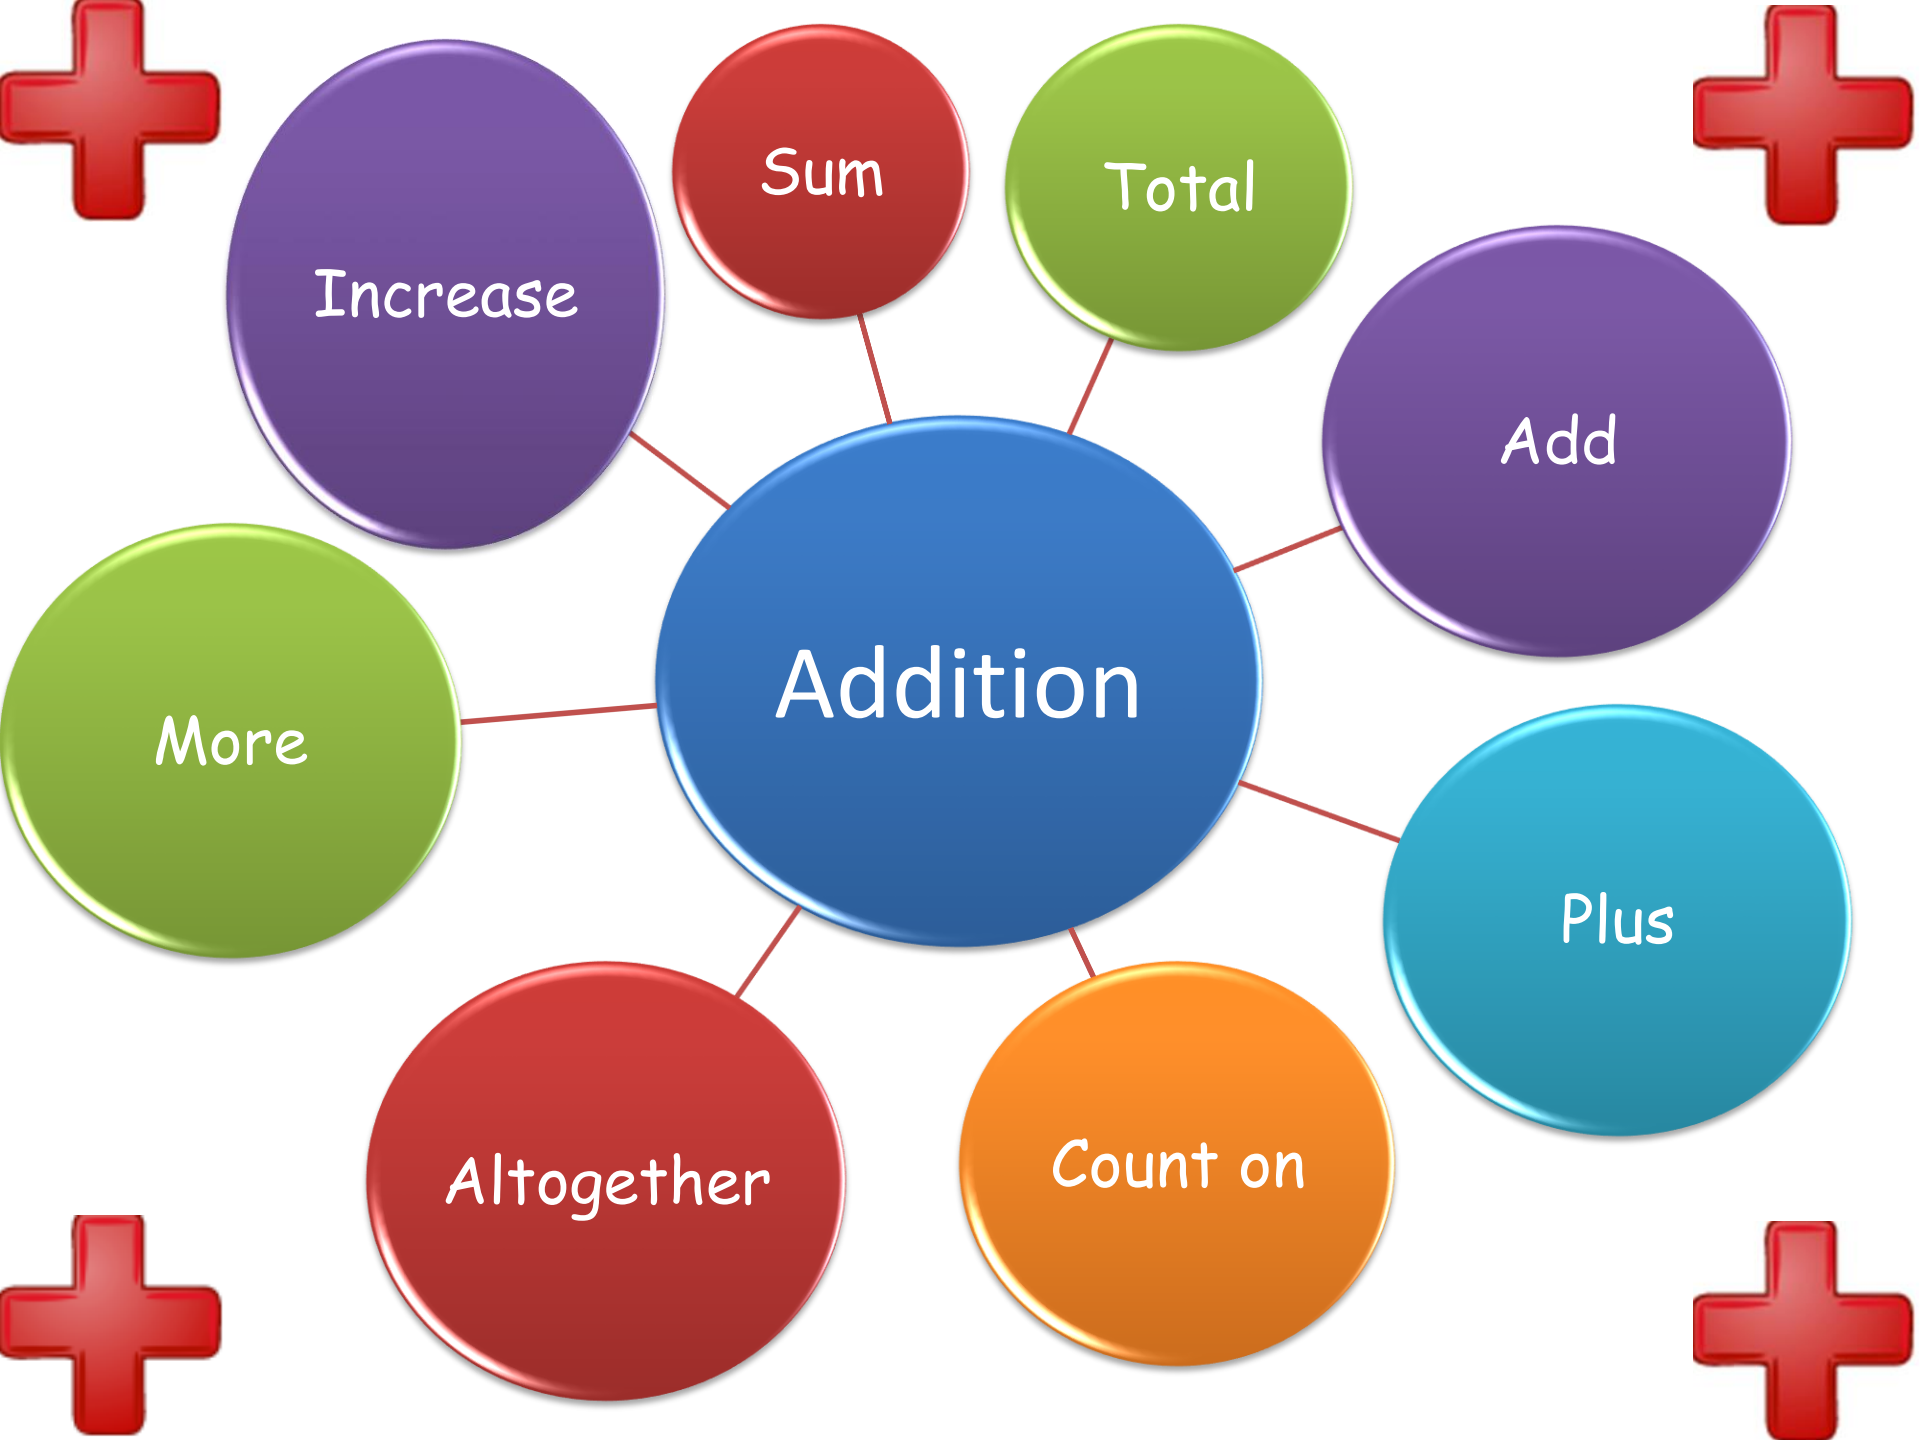 Sum
Total
Increase
Add
Addition
More
Plus
Count on
Altogether